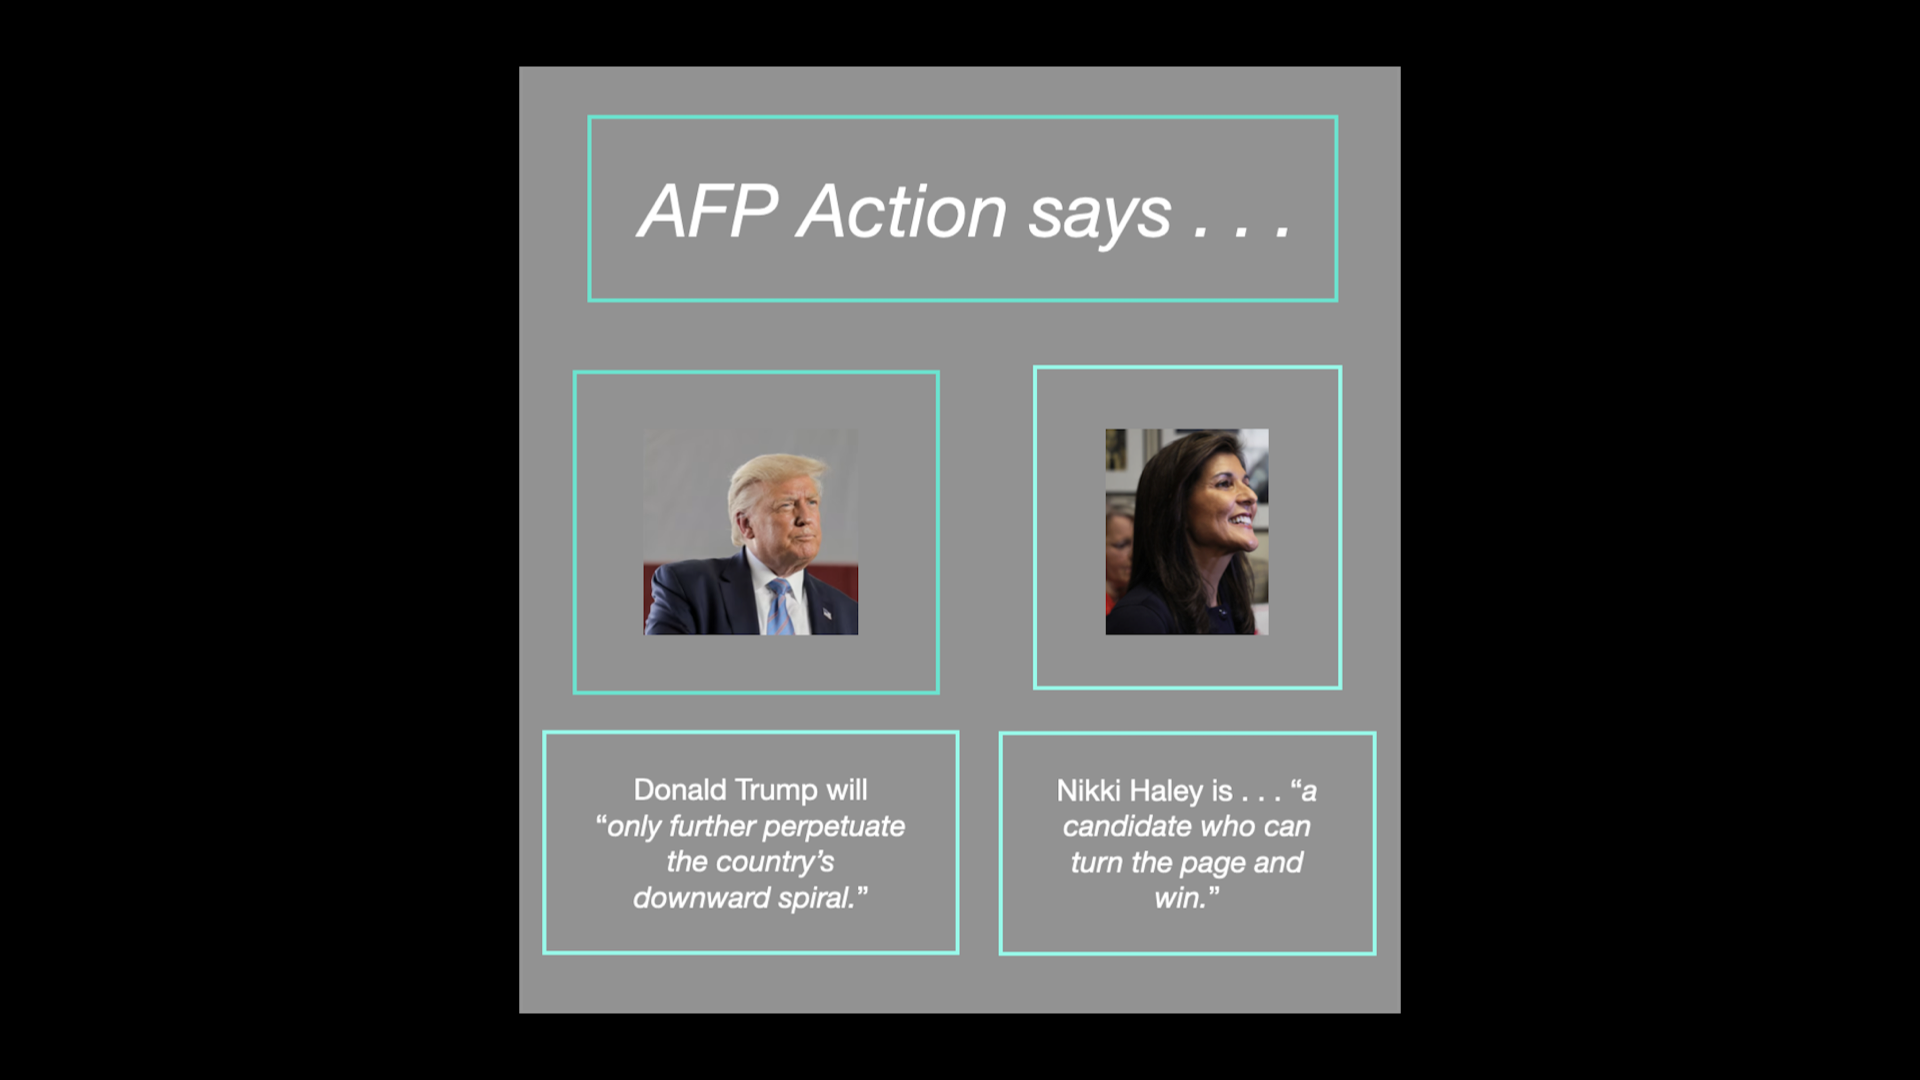 AFP Action says . . .
Donald Trump will
“only further perpetuate
the country’s
downward spiral.”
Nikki Haley is . . . “a
candidate who can
turn the page and
win.”